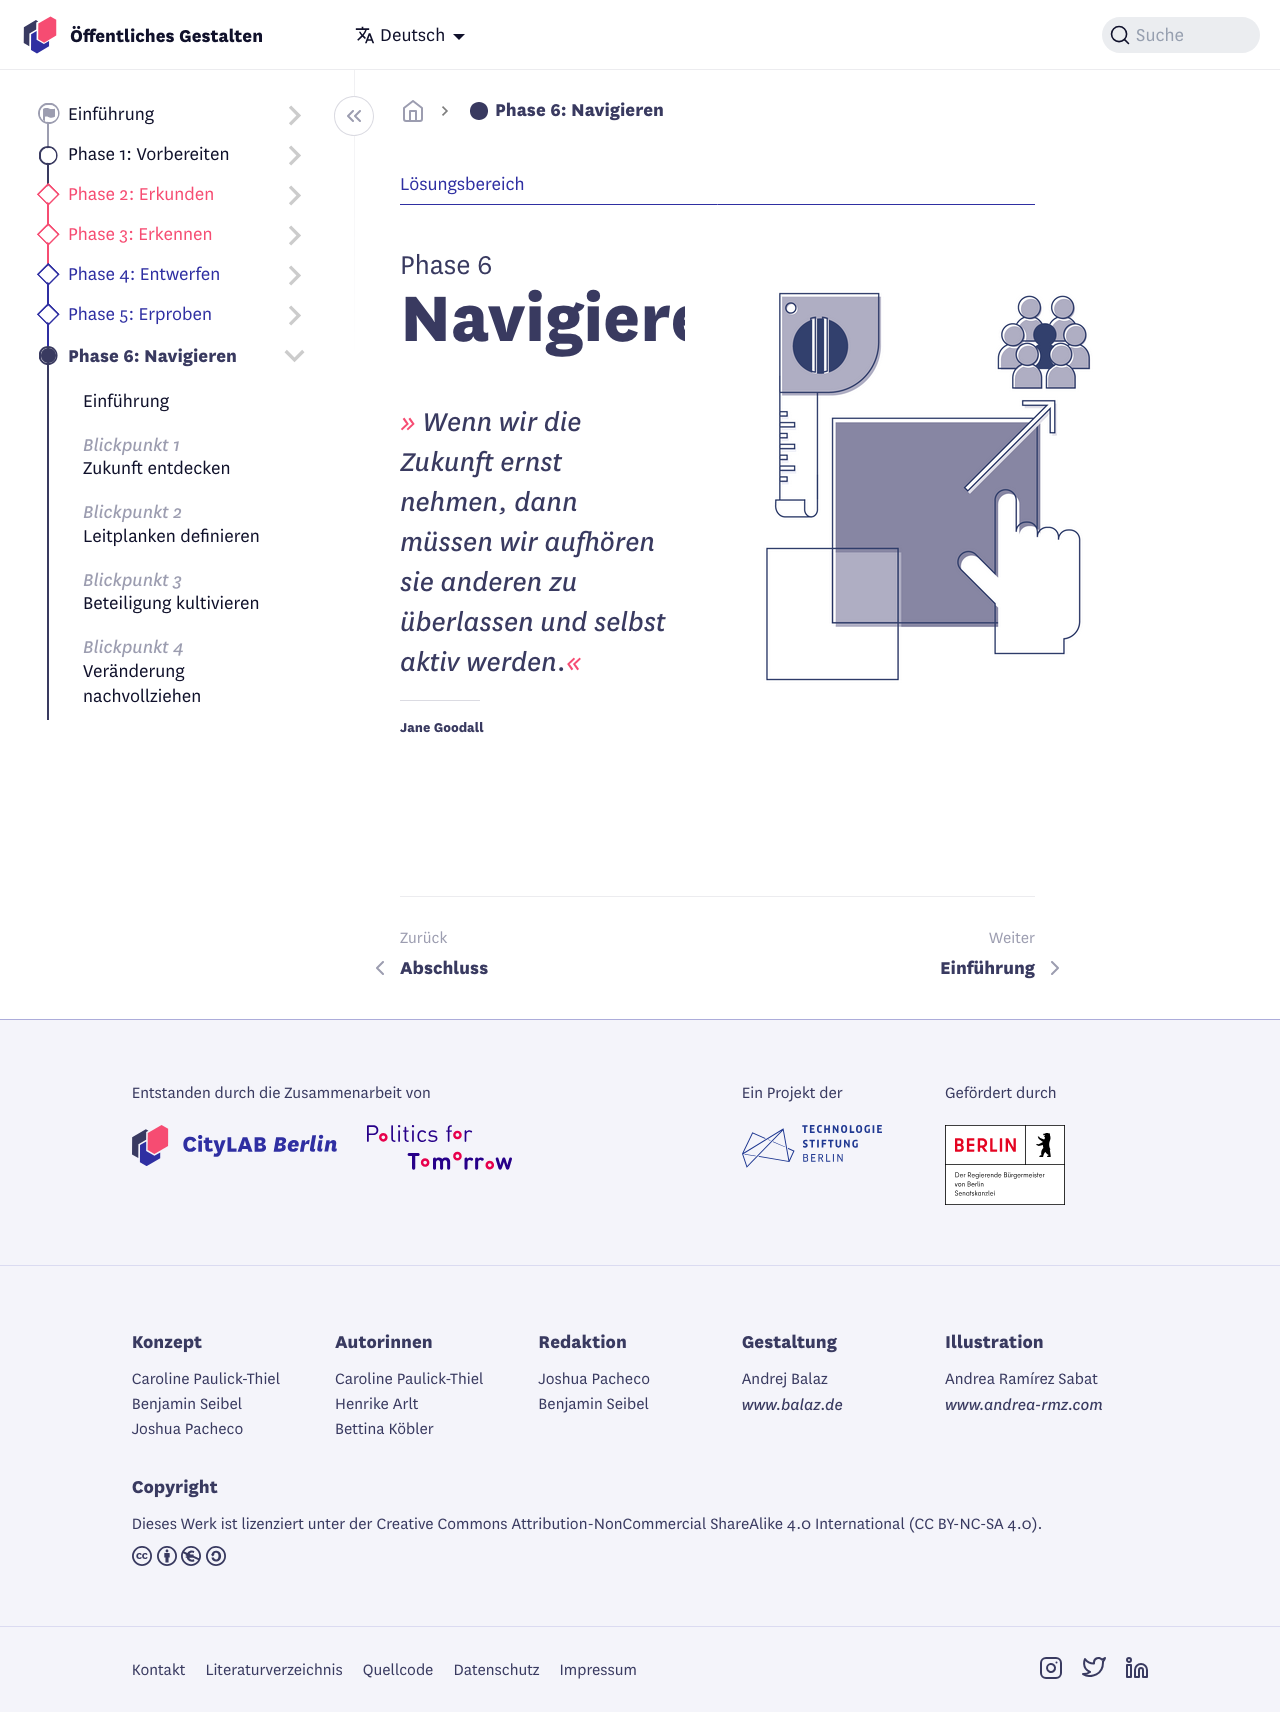 Öffentliches Gestalten
Deutsch
Suche
Einführung
Phase 1: Vorbereiten
Phase 2: Erkunden
Phase 3: Erkennen
Phase 4: Entwerfen
Phase 5: Erproben
Phase 6: Navigieren
Einführung
Blickpunkt 1
Zukunft entdecken
Blickpunkt 2
Leitplanken definieren
Blickpunkt 3
Beteiligung kultivieren
Blickpunkt 4
Veränderung
nachvollziehen
Phase 6: Navigieren
Lösungsbereich
Phase 6
Navigiere
» Wenn wir die
Zukunft ernst
nehmen, dann
müssen wir aufhören
sie anderen zu
überlassen und selbst
aktiv werden.«
Jane Goodall
Zurück
Abschluss
Weiter
Einführung
Entstanden durch die Zusammenarbeit von
CityLAB Berlin
Politics for
Tomorrow
Ein Projekt der
TECHNOLOGIE
STIFTUNG
BERLIN
Gefördert durch
BERLIN
Der Regierende Bürgermeister
von Berlin
Senatskanzlei
Konzept
Caroline Paulick-Thiel
Benjamin Seibel
Joshua Pacheco
Autorinnen
Caroline Paulick-Thiel
Henrike Arlt
Bettina Köbler
Redaktion
Joshua Pacheco
Benjamin Seibel
Gestaltung
Andrej Balaz
www.balaz.de
Illustration
Andrea Ramírez Sabat
www.andrea-rmz.com
Copyright
Dieses Werk ist lizenziert unter der Creative Commons Attribution-NonCommercial ShareAlike 4.0 International (CC BY-NC-SA 4.0).
Kontakt
Literaturverzeichnis
Quellcode
Datenschutz
Impressum